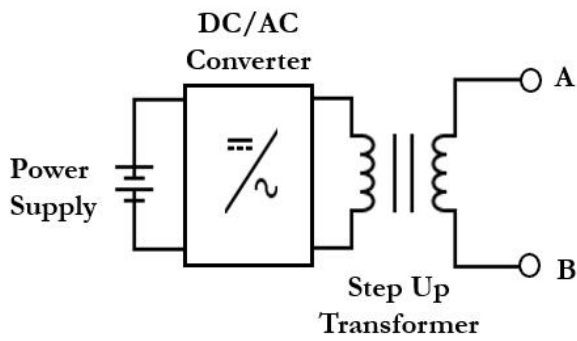 DC/AC
Converter
Power
Supply
A
B
Step Up
Transformer